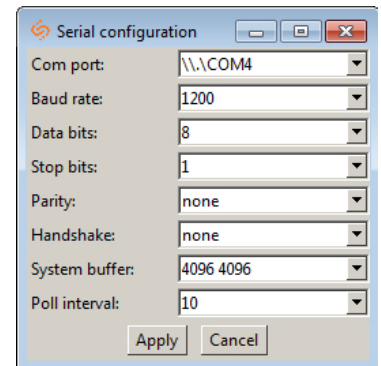 Serial configuration
Com port: \\.\COM4
Baud rate: 1200
Data bits: 8
Stop bits: 1
Parity: none
Handshake: none
System buffer: 4096 4096
Poll interval: 10
Apply Cancel